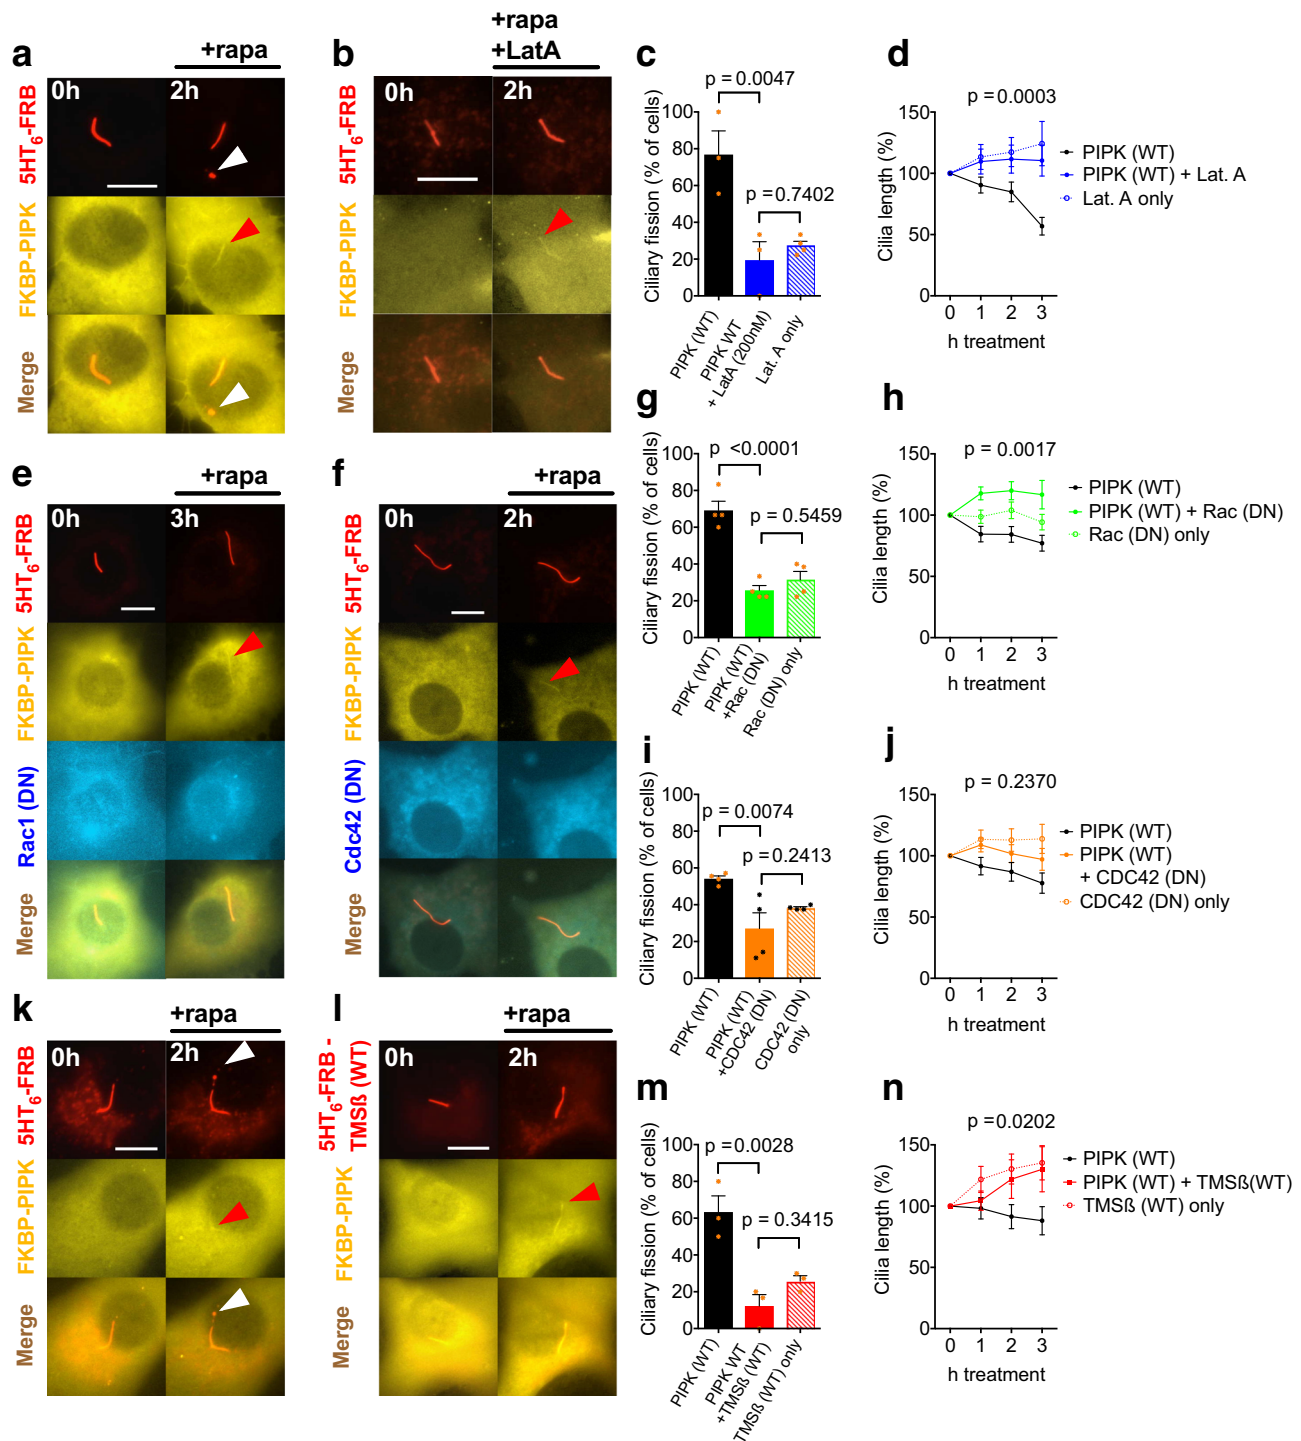 a
+rapa
0h
2h
5HT6-FRB
FKBP-PIPK
Merge
b
+rapa
+LatA
0h
2h
5HT6-FRB
FKBP-PIPK
Merge
c
p = 0.0047
p = 0.7402
Ciliary fission (% of cells)
100
80
60
40
20
0
PIPK (WT)
PIPK WT
+ LatA (200nM)
Lat. A only
d
p = 0.0003
Cilia length (%)
150
100
50
0
0 1 2 3
h treatment
PIPK (WT)
PIPK (WT) + Lat. A
Lat. A only
e
+rapa
0h
3h
5HT6-FRB
FKBP-PIPK
Rac1 (DN)
Merge
f
+rapa
0h
2h
5HT6-FRB
FKBP-PIPK
Cdc42 (DN)
Merge
g
p <0.0001
p = 0.5459
Ciliary fission (% of cells)
100
80
60
40
20
0
PIPK (WT)
PIPK (WT)
+Rac (DN)
Rac (DN) only
h
p = 0.0017
Cilia length (%)
150
100
50
0
0 1 2 3
h treatment
PIPK (WT)
PIPK (WT) + Rac (DN)
Rac (DN) only
i
p = 0.0074
p = 0.2413
Ciliary fission (% of cells)
100
80
60
40
20
0
PIPK (WT)
PIPK (WT)
+CDC42 (DN)
CDC42 (DN)
only
j
p = 0.2370
Cilia length (%)
150
100
50
0
0 1 2 3
h treatment
PIPK (WT)
PIPK (WT)
+ CDC42 (DN)
CDC42 (DN) only
k
+rapa
0h
2h
5HT6-FRB
FKBP-PIPK
Merge
l
+rapa
0h
2h
5HT6-FRB -
TMSß (WT)
FKBP-PIPK
Merge
m
p = 0.0028
p = 0.3415
Ciliary fission (% of cells)
100
80
60
40
20
0
PIPK (WT)
PIPK WT
+TMSß (WT)
TMSß (WT) only
n
p = 0.0202
Cilia length (%)
150
100
50
0
0 1 2 3
h treatment
PIPK (WT)
PIPK (WT) + TMSß(WT)
TMSß (WT) only